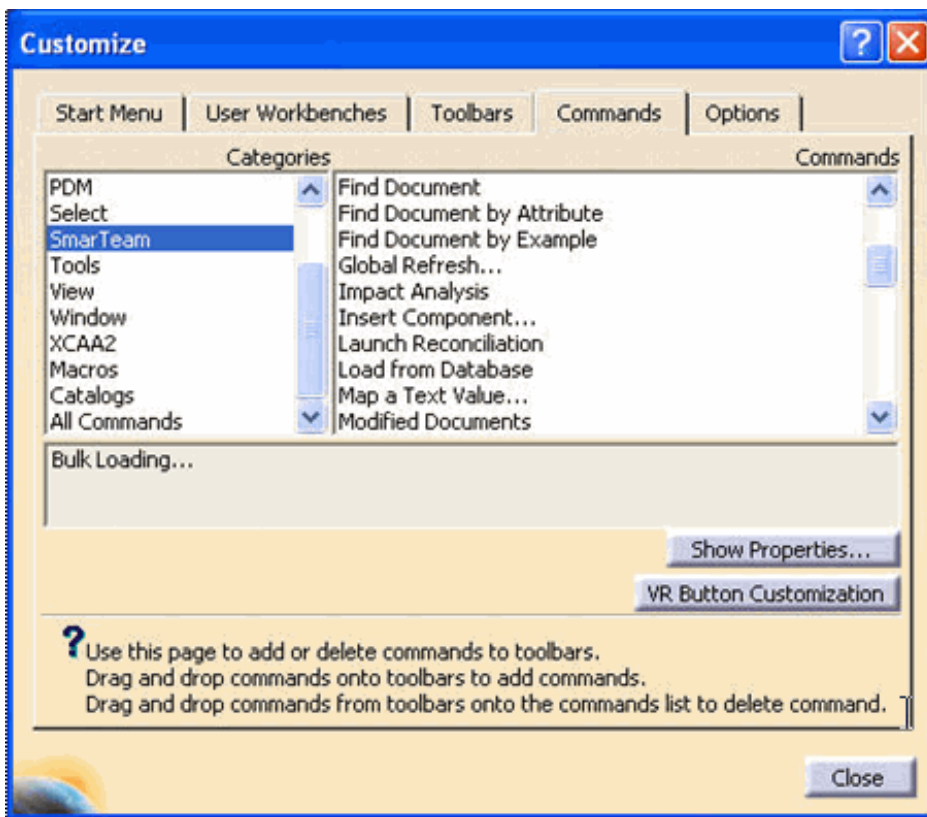 Customize
Start Menu User Workbenches Toolbars Commands Options
Categories Commands
PDM
Select
SmarTeam
Tools
View
Window
XCAA2
Macros
Catalogs
All Commands
Find Document
Find Document by Attribute
Find Document by Example
Global Refresh...
Impact Analysis
Insert Component...
Launch Reconciliation
Load from Database
Map a Text Value...
Modified Documents
Bulk Loading...
Show Properties...
VR Button Customization
Use this page to add or delete commands to toolbars.
Drag and drop commands onto toolbars to add commands.
Drag and drop commands from toolbars onto the commands list to delete command.
Close